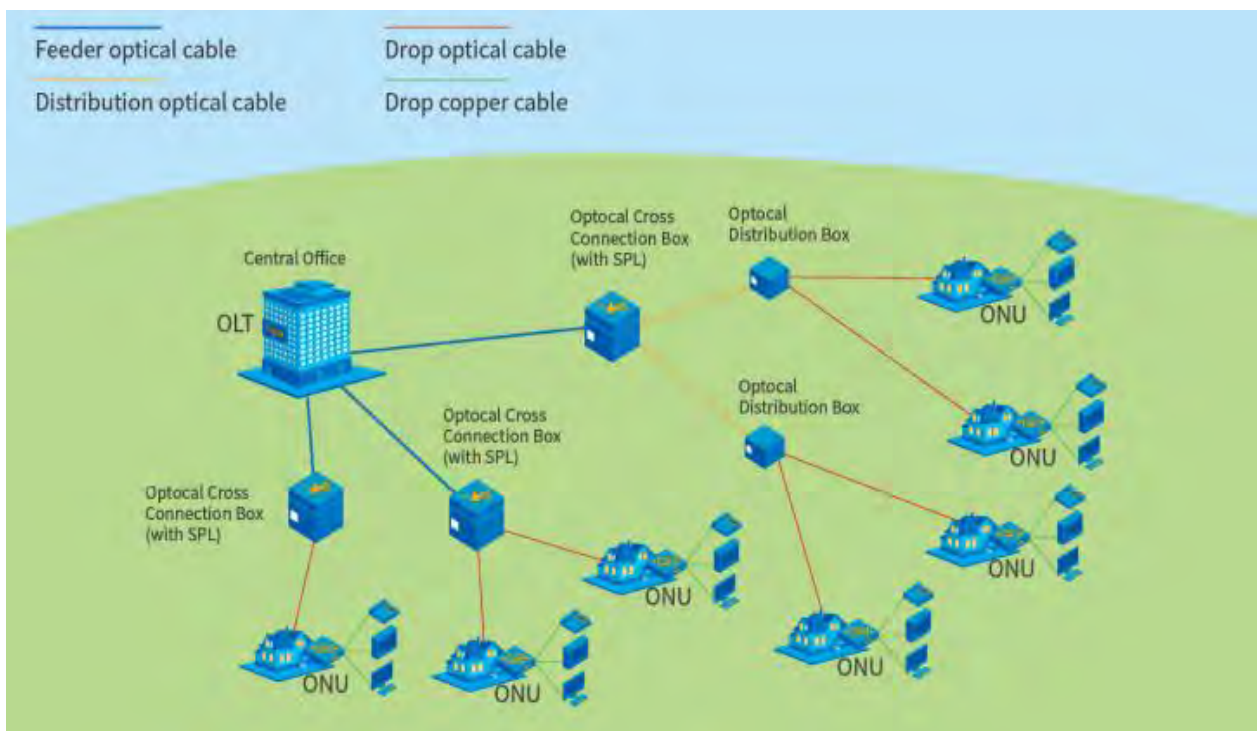 Feeder optical cable
Drop optical cable
Distribution optical cable
Drop copper cable
Optocal Cross
Connection Box
(with SPL)
Optocal
Distribution Box
Central Office
OLT
ONU
Optocal
Distribution Box
Optocal Cross
Connection Box
(with SPL)
ONU
Optocal Cross
Connection Box
(with SPL)
ONU
ONU
ONU
ONU
ONU